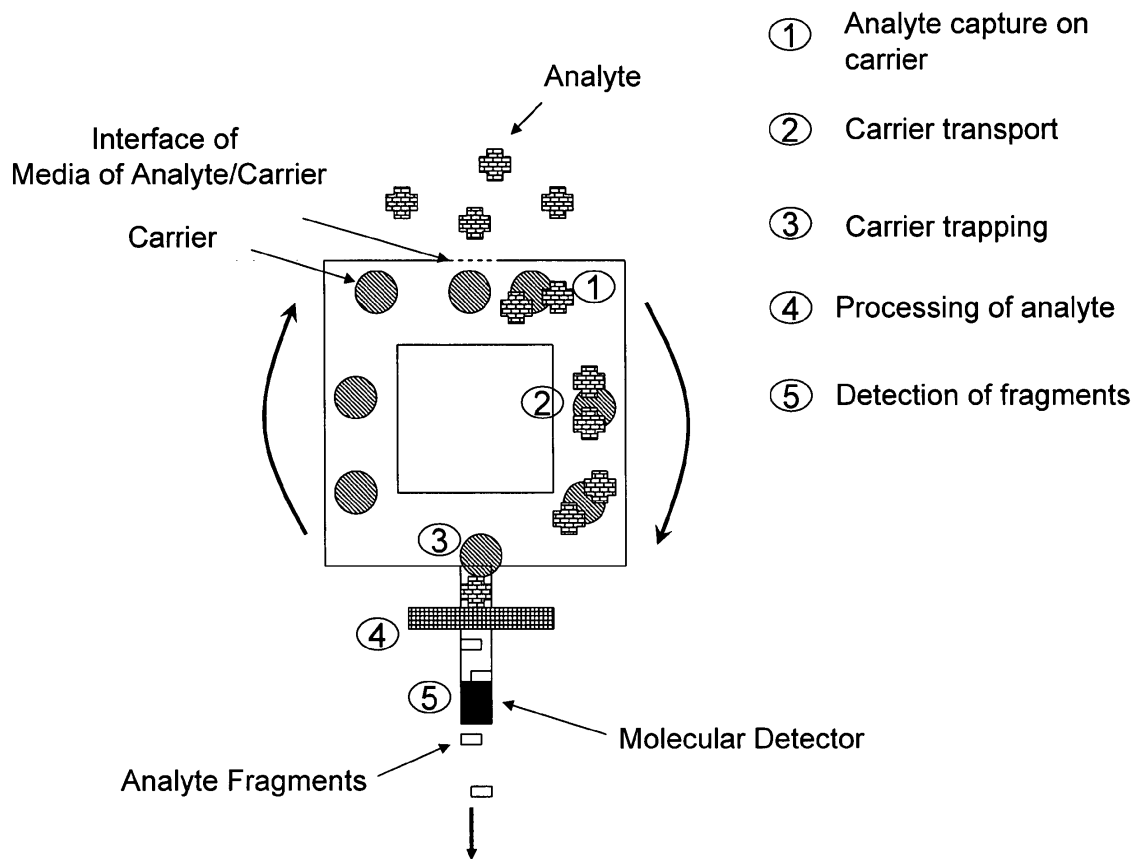 Analyte
Interface of
Media of Analyte/Carrier
Carrier
1
2
3
4
5
Molecular Detector
Analyte Fragments
1 Analyte capture on
carrier
2 Carrier transport
3 Carrier trapping
4 Processing of analyte
5 Detection of fragments